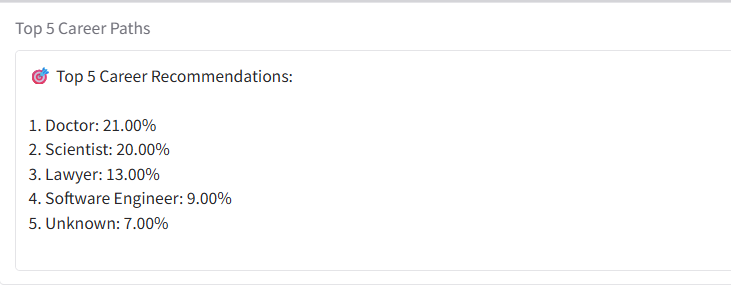 Top 5 Career Paths
🎯 Top 5 Career Recommendations:
1. Doctor: 21.00%
2. Scientist: 20.00%
3. Lawyer: 13.00%
4. Software Engineer: 9.00%
5. Unknown: 7.00%